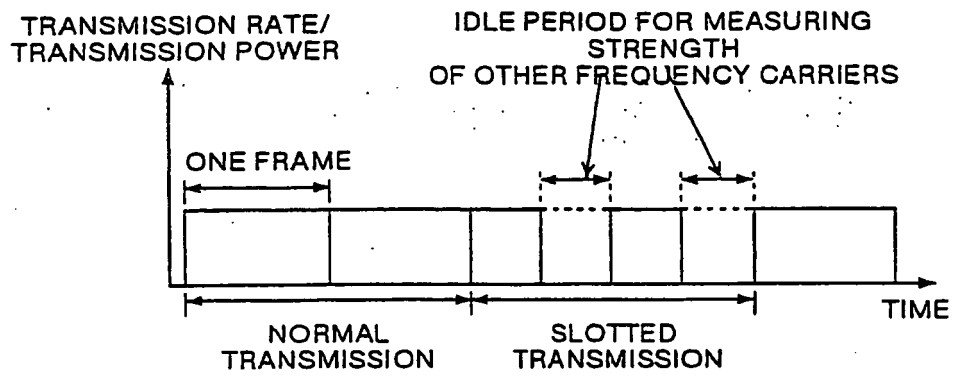 TRANSMISSION RATE/
TRANSMISSION POWER
IDLE PERIOD FOR MEASURING
STRENGTH
OF OTHER FREQUENCY CARRIERS
ONE FRAME
TIME
NORMAL
TRANSMISSION
SLOTTED
TRANSMISSION